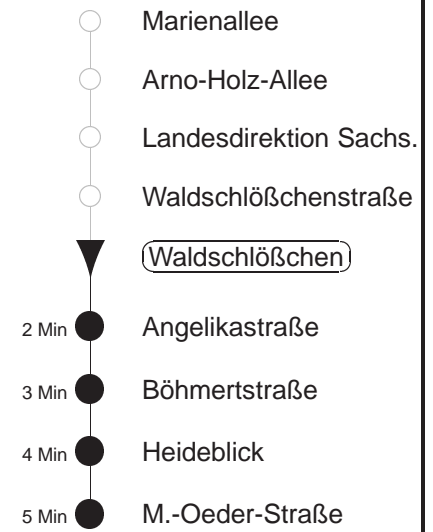 Marienallee
Arno-Holz-Allee
Landesdirektion Sachs.
Waldschlößchenstraße
Waldschlößchen
2 Min Angelikastraße
3 Min Böhmertstraße
4 Min Heideblick
5 Min M.-Oeder-Straße